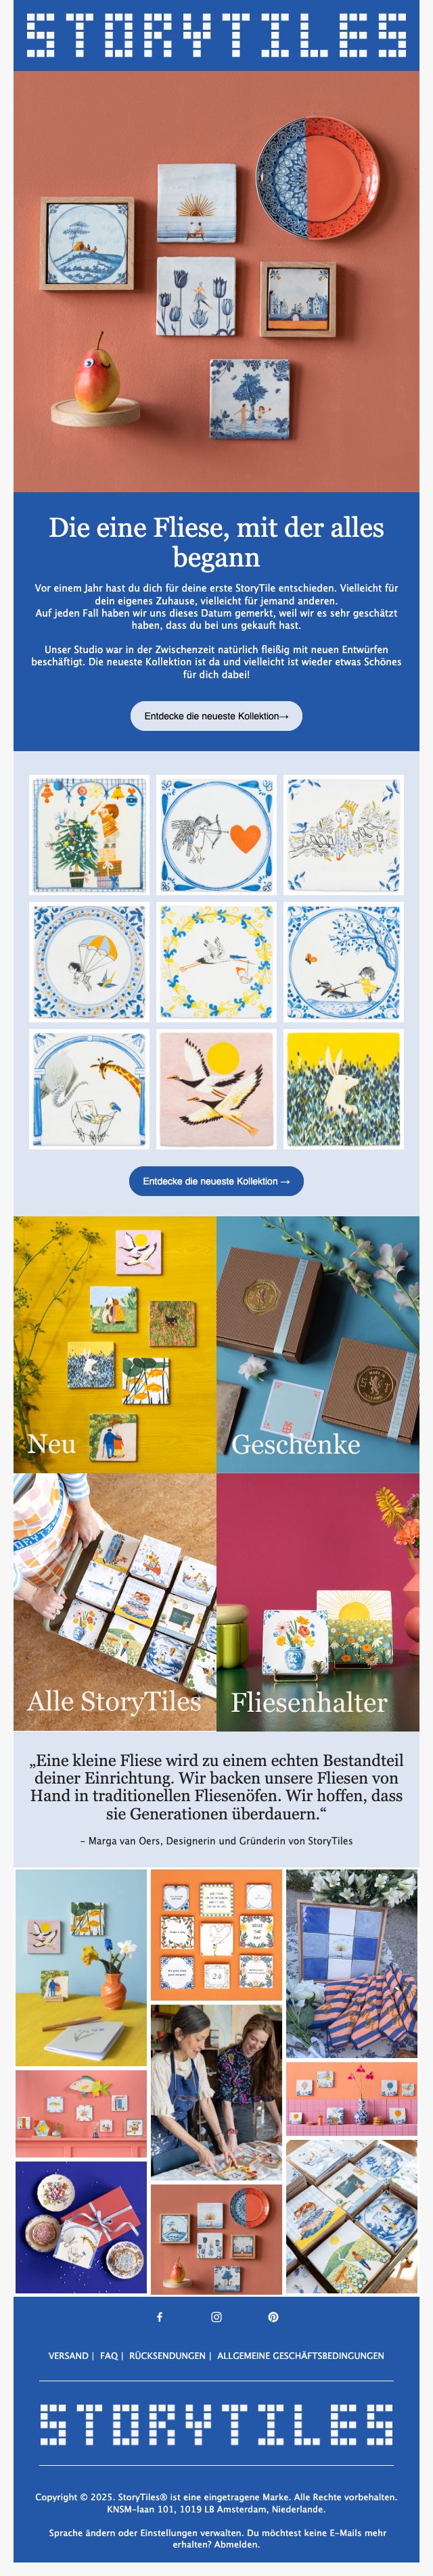 STORYTILES
Die eine Fliese, mit der alles
begann
Vor einem Jahr hast du dich für deine erste StoryTile entschieden. Vielleicht für
dein eigenes Zuhause, vielleicht für jemand anderen.
Auf jeden Fall haben wir uns dieses Datum gemerkt, weil wir es sehr geschätzt
haben, dass du bei uns gekauft hast.
Unser Studio war in der Zwischenzeit natürlich fleißig mit neuen Entwürfen
beschäftigt. Die neueste Kollektion ist da und vielleicht ist wieder etwas Schönes
für dich dabei!
Entdecke die neueste Kollektion→
Entdecke die neueste Kollektion →
Neu
Geschenke
Alle StoryTiles
Fliesenhalter
„Eine kleine Fliese wird zu einem echten Bestandteil
deiner Einrichtung. Wir backen unsere Fliesen von
Hand in traditionellen Fliesenöfen. Wir hoffen, dass
sie Generationen überdauern.“
– Marga van Oers, Designerin und Gründerin von StoryTiles
SEIZE
THE
DAY
VERSAND | FAQ | RÜCKSENDUNGEN | ALLGEMEINE GESCHÄFTSBEDINGUNGEN
STORYTILES
Copyright © 2025. StoryTiles® ist eine eingetragene Marke. Alle Rechte vorbehalten.
KNSM-laan 101, 1019 LB Amsterdam, Niederlande.
Sprache ändern oder Einstellungen verwalten. Du möchtest keine E-Mails mehr
erhalten? Abmelden.